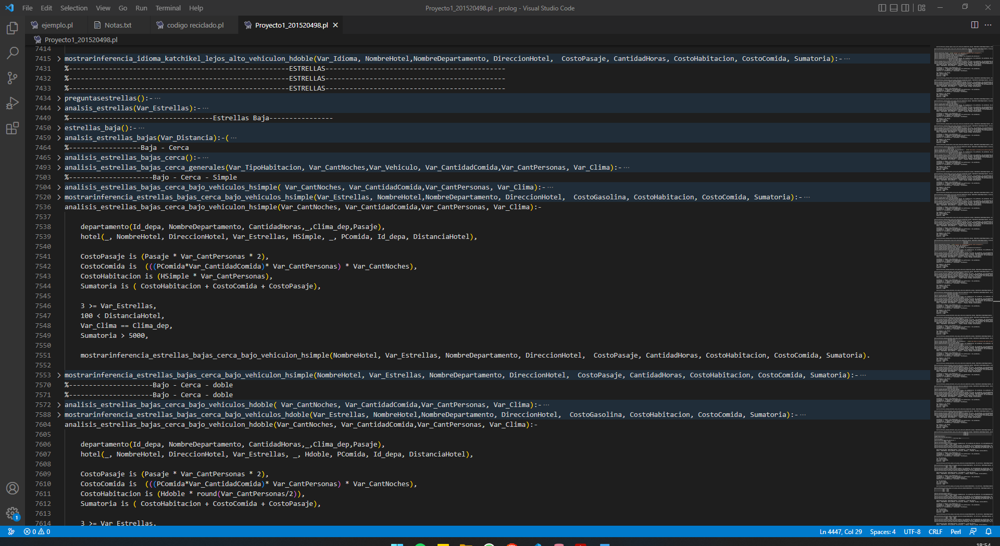 File Edit Selection View Go Run Terminal Help
Proyecto1_201520498.pl - prolog - Visual Studio Code
ejemplo.pl Notas.txt codigo reciclado.pl Proyecto1_201520498.pl
Proyecto1_201520498.pl
7414
7415 mostrarinferencia_idioma_katchikel_lejos_alto_vehiculon_hdoble(Var_Idioma, NombreHotel,NombreDepartamento, DireccionHotel,  CostoPasaje, CantidadHoras, CostoHabitacion, CostoComida, Sumatoria):- ···
7431 %-------------------------------------------------------ESTRELLAS---------------------------------------------
7432 %-------------------------------------------------------ESTRELLAS---------------------------------------------
7433 %-------------------------------------------------------ESTRELLAS---------------------------------------------
7434 preguntasestrellas():- ···
7444 analsis_estrellas(Var_Estrellas):- ···
7449 %------------------------------------Estrellas Baja----------------
7450 estrellas_baja():- ···
7459 analsis_estrellas_bajas(Var_Distancia):-( ···
7464 %------------------Baja - Cerca
7465 analisis_estrellas_bajas_cerca():- ···
7493 analisis_estrellas_bajas_cerca_generales(Var_TipoHabitacion, Var_CantNoches,Var_Vehiculo, Var_CantidadComida,Var_CantPersonas, Var_Clima):- ···
7503 %---------------------Bajo - Cerca - Simple
7504 analisis_estrellas_bajas_cerca_bajo_vehiculos_hsimple( Var_CantNoches, Var_CantidadComida,Var_CantPersonas, Var_Clima):- ···
7520 mostrarinferencia_estrellas_bajas_cerca_bajo_vehiculos_hsimple(Var_Estrellas, NombreHotel,NombreDepartamento, DireccionHotel,  CostoGasolina, CostoHabitacion, CostoComida, Sumatoria):- ···
7536 analisis_estrellas_bajas_cerca_bajo_vehiculon_hsimple(Var_CantNoches, Var_CantidadComida,Var_CantPersonas, Var_Clima):-
7537
7538     departamento(Id_depa, NombreDepartamento, CantidadHoras,_,Clima_dep,Pasaje),
7539     hotel(_, NombreHotel, DireccionHotel, Var_Estrellas, HSimple, _, PComida, Id_depa, DistanciaHotel),
7540
7541     CostoPasaje is (Pasaje * Var_CantPersonas * 2),
7542     CostoComida is  (((PComida*Var_CantidadComida)* Var_CantPersonas) * Var_CantNoches),
7543     CostoHabitacion is (HSimple * Var_CantPersonas),
7544     Sumatoria is ( CostoHabitacion + CostoComida + CostoPasaje),
7545
7546     3 >= Var_Estrellas,
7547     100 < DistanciaHotel,
7548     Var_Clima == Clima_dep,
7549     Sumatoria > 5000,
7550
7551     mostrarinferencia_estrellas_bajas_cerca_bajo_vehiculon_hsimple(NombreHotel, Var_Estrellas, NombreDepartamento, DireccionHotel,  CostoPasaje, CantidadHoras, CostoHabitacion, CostoComida, Sumatoria).
7552
7553 mostrarinferencia_estrellas_bajas_cerca_bajo_vehiculon_hsimple(NombreHotel, Var_Estrellas, NombreDepartamento, DireccionHotel,  CostoPasaje, CantidadHoras, CostoHabitacion, CostoComida, Sumatoria):- ···
7570 %---------------------Bajo - Cerca - doble
7571 %---------------------Bajo - Cerca - doble
7572 analisis_estrellas_bajas_cerca_bajo_vehiculos_hdoble( Var_CantNoches, Var_CantidadComida,Var_CantPersonas, Var_Clima):- ···
7588 mostrarinferencia_estrellas_bajas_cerca_bajo_vehiculos_hdoble(Var_Estrellas, NombreHotel,NombreDepartamento, DireccionHotel,  CostoGasolina, CostoHabitacion, CostoComida, Sumatoria):- ···
7604 analisis_estrellas_bajas_cerca_bajo_vehiculon_hdoble(Var_CantNoches, Var_CantidadComida,Var_CantPersonas, Var_Clima):-
7605
7606     departamento(Id_depa, NombreDepartamento, CantidadHoras,_,Clima_dep,Pasaje),
7607     hotel(_, NombreHotel, DireccionHotel, Var_Estrellas, _, Hdoble, PComida, Id_depa, DistanciaHotel),
7608
7609     CostoPasaje is (Pasaje * Var_CantPersonas * 2),
7610     CostoComida is  (((PComida*Var_CantidadComida)* Var_CantPersonas) * Var_CantNoches),
7611     CostoHabitacion is (Hdoble * round(Var_CantPersonas/2)),
7612     Sumatoria is ( CostoHabitacion + CostoComida + CostoPasaje),
7613
7614     3 >= Var_Estrellas,
1
0 0 Ln 4447, Col 29 Spaces: 4 UTF-8 CRLF Perl
18:54